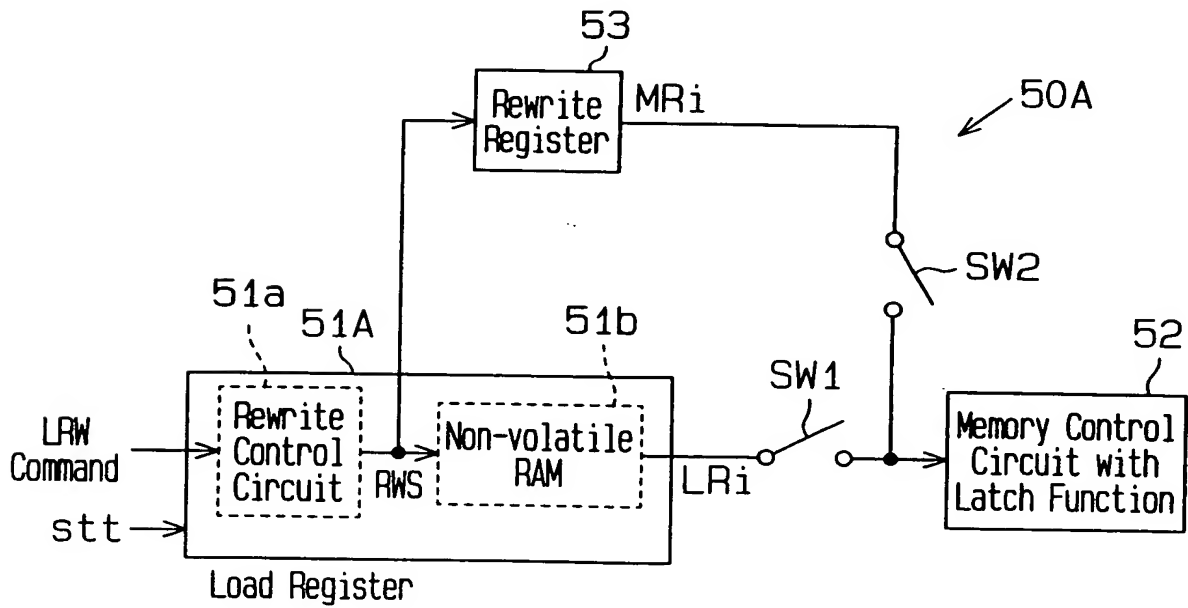 53
Rewrite
Register
MRi
50A
SW2
51a
51A
51b
SW1
52
LRW
Command
Rewrite
Control
Circuit
RWS
Non-volatile
RAM
LRi
Memory Control
Circuit with
Latch Function
stt
Load Register